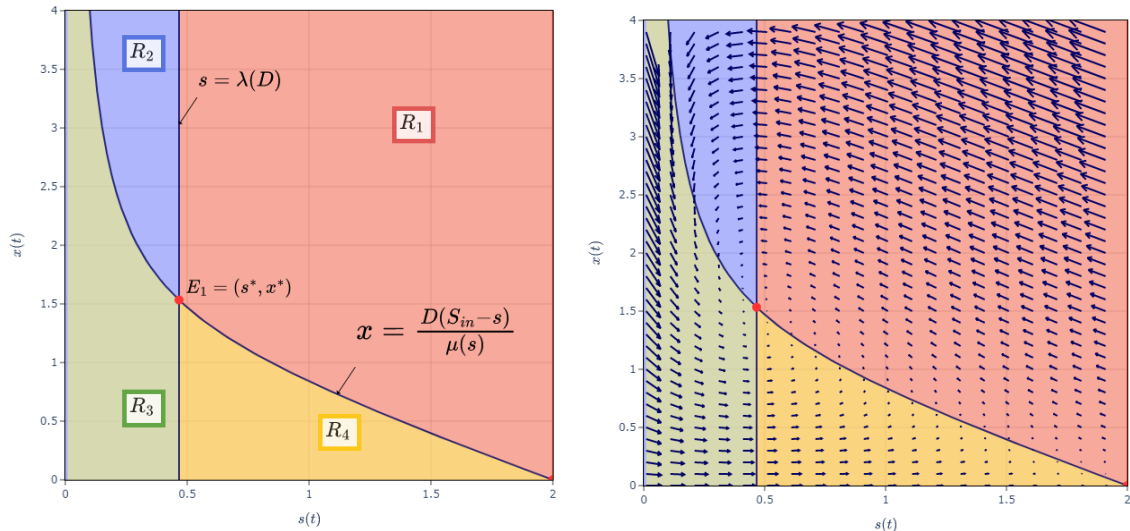 4
3.5
3
2.5
2
1.5
1
0.5
0
x(t)
R₂
s = λ(D)
R₁
E₁ = (s*, x*)
x = D(Sᵢₙ−s)/μ(s)
R₃
R₄
0
0.5
1
1.5
2
s(t)
4
3.5
3
2.5
2
1.5
1
0.5
0
x(t)
0
0.5
1
1.5
2
s(t)